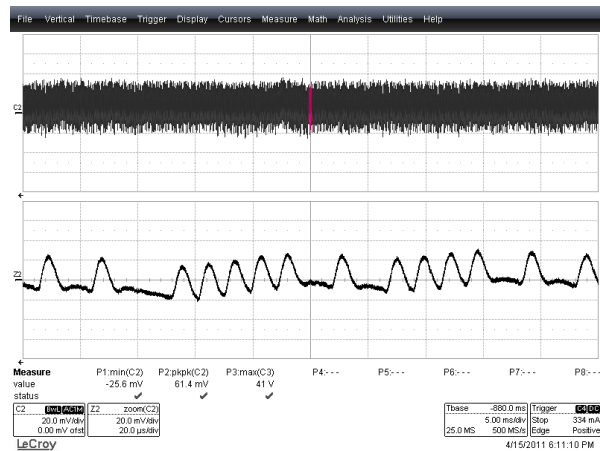 File Vertical Timebase Trigger Display Cursors Measure Math Analysis Utilities Help
C2
Z2
Measure P1:min(C2) P2:pkpk(C2) P3:max(C3) P4:- - - P5:- - - P6:- - - P7:- - - P8:- - -
value -25.6 mV 61.4 mV 41 V
status
C2 BwL AC1M
20.0 mV/div
0.00 mV ofst
Z2 zoom(C2)
20.0 mV/div
20.0 µs/div
Tbase -880.0 ms
5.00 ms/div
25.0 MS 500 MS/s
Trigger C4 DC
Stop 334 mA
Edge Positive
LeCroy
4/15/2011 6:11:10 PM